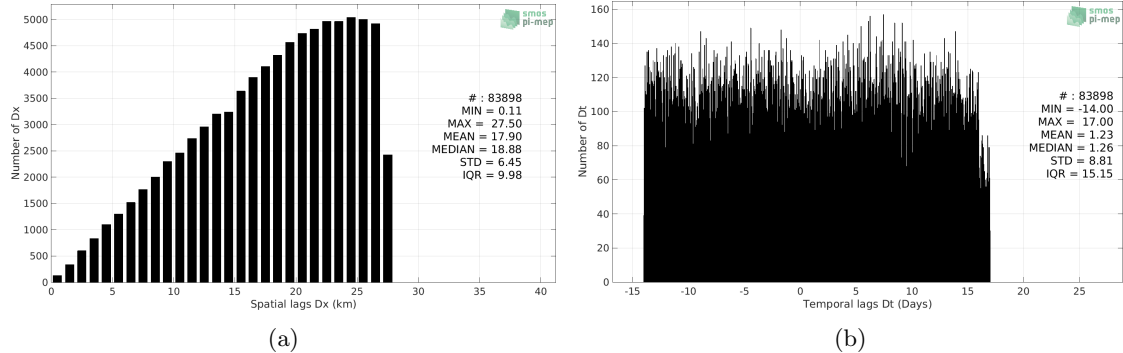 5000
4500
4000
3500
3000
2500
2000
1500
1000
500
0
Number of Dx
0 5 10 15 20 25 30 35 40
Spatial lags Dx (km)
smos
pi-mep
# : 83898
MIN = 0.11
MAX = 27.50
MEAN = 17.90
MEDIAN = 18.88
STD = 6.45
IQR = 9.98
(a)
160
140
120
100
80
60
40
20
0
Number of Dt
-15 -10 -5 0 5 10 15 20 25
Temporal lags Dt (Days)
smos
pi-mep
# : 83898
MIN = -14.00
MAX = 17.00
MEAN = 1.23
MEDIAN = 1.26
STD = 8.81
IQR = 15.15
(b)